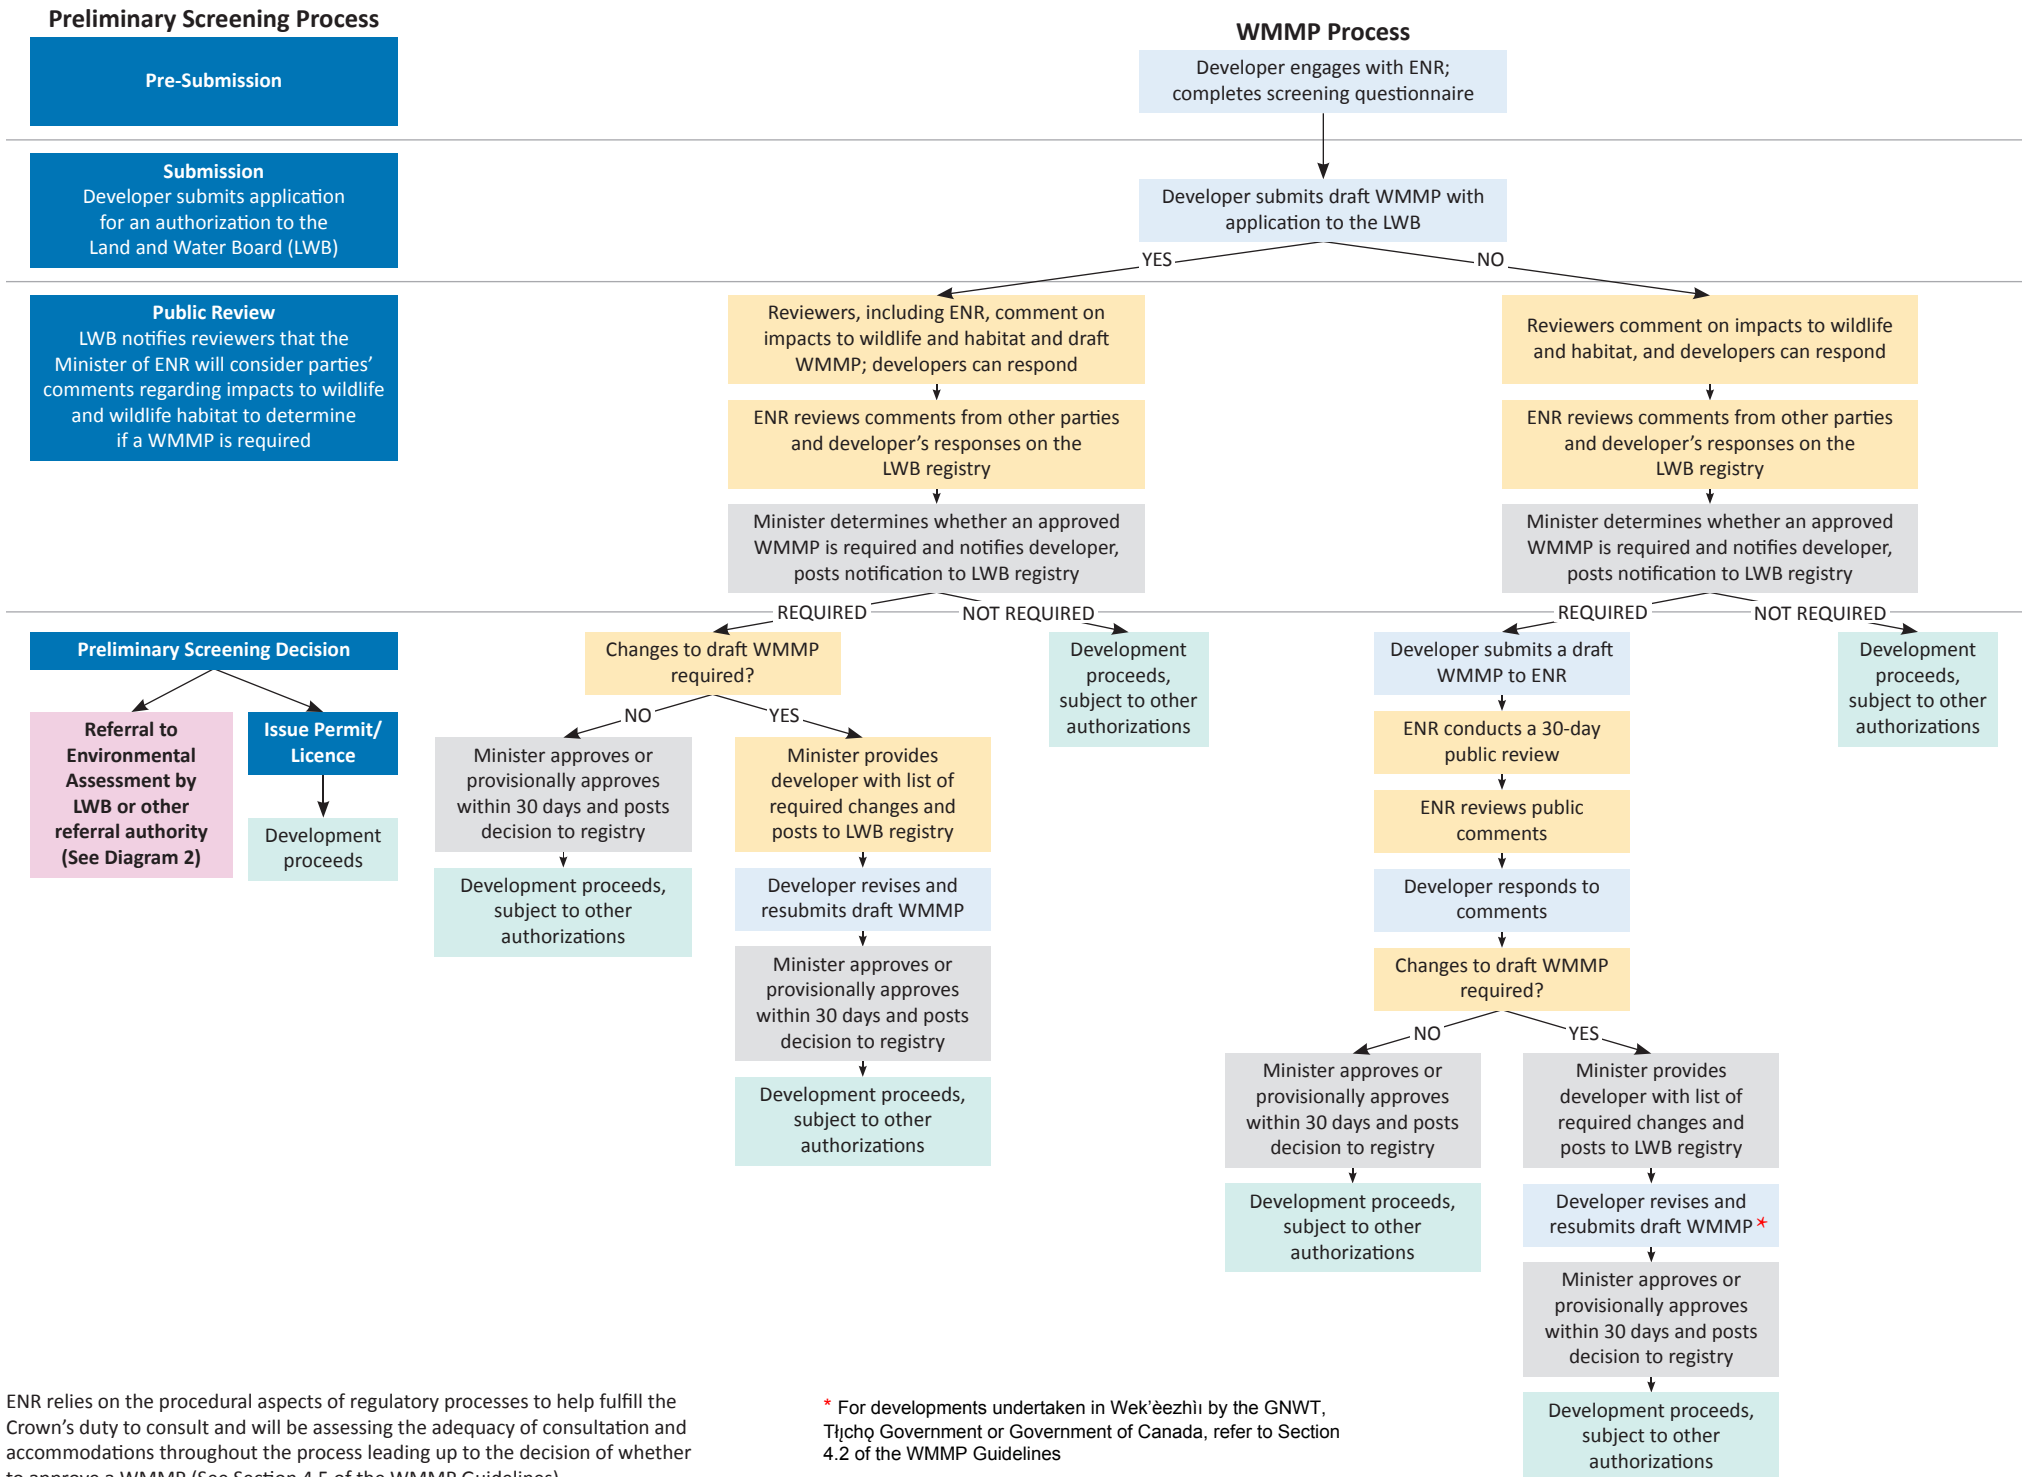 Preliminary Screening Process
WMMP Process
Pre-Submission
Developer engages with ENR;
completes screening questionnaire
Submission
Developer submits application
for an authorization to the
Land and Water Board (LWB)
Developer submits draft WMMP with
application to the LWB
YES
NO
Public Review
LWB notifies reviewers that the
Minister of ENR will consider parties’
comments regarding impacts to wildlife
and wildlife habitat to determine
if a WMMP is required
Reviewers, including ENR, comment on
impacts to wildlife and habitat and draft
WMMP; developers can respond
Reviewers comment on impacts to wildlife
and habitat, and developers can respond
ENR reviews comments from other parties
and developer’s responses on the
LWB registry
ENR reviews comments from other parties
and developer’s responses on the
LWB registry
Minister determines whether an approved
WMMP is required and notifies developer,
posts notification to LWB registry
Minister determines whether an approved
WMMP is required and notifies developer,
posts notification to LWB registry
REQUIRED
NOT REQUIRED
REQUIRED
NOT REQUIRED
Preliminary Screening Decision
Referral to
Environmental
Assessment by
LWB or other
referral authority
(See Diagram 2)
Issue Permit/
Licence
Development
proceeds
Changes to draft WMMP
required?
NO
YES
Minister approves or
provisionally approves
within 30 days and posts
decision to registry
Development proceeds,
subject to other
authorizations
Minister provides
developer with list of
required changes and
posts to LWB registry
Developer revises and
resubmits draft WMMP
Minister approves or
provisionally approves
within 30 days and posts
decision to registry
Development proceeds,
subject to other
authorizations
Development
proceeds,
subject to other
authorizations
Developer submits a draft
WMMP to ENR
ENR conducts a 30-day
public review
ENR reviews public
comments
Developer responds to
comments
Changes to draft WMMP
required?
NO
YES
Minister approves or
provisionally approves
within 30 days and posts
decision to registry
Development proceeds,
subject to other
authorizations
Minister provides
developer with list of
required changes and
posts to LWB registry
Developer revises and
resubmits draft WMMP *
Minister approves or
provisionally approves
within 30 days and posts
decision to registry
Development proceeds,
subject to other
authorizations
Development
proceeds,
subject to other
authorizations
ENR relies on the procedural aspects of regulatory processes to help fulfill the
Crown’s duty to consult and will be assessing the adequacy of consultation and
accommodations throughout the process leading up to the decision of whether
to approve a WMMP (See Section 4.5 of the WMMP Guidelines)
* For developments undertaken in Wek’èezhìı by the GNWT,
Tłı̨chǫ Government or Government of Canada, refer to Section
4.2 of the WMMP Guidelines